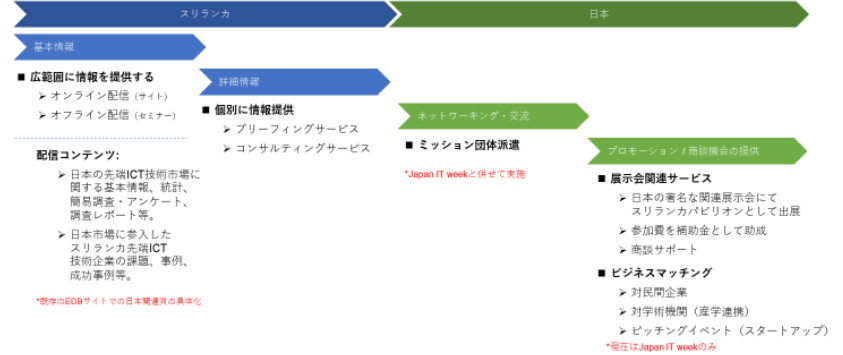 スリランカ
日本
基本情報
■ 広範囲に情報を提供する
➤ オンライン配信（サイト）
➤ オフライン配信（セミナー）
配信コンテンツ:
➤ 日本の先端ICT技術市場に
関する基本情報、統計、
簡易調査・アンケート、
調査レポート等。
➤ 日本市場に参入した
スリランカ先端ICT
技術企業の課題、事例、
成功事例等。
*既存のEDBサイトでの日本関連頁の具体化
詳細情報
■ 個別に情報提供
➤ ブリーフィングサービス
➤ コンサルティングサービス
ネットワーキング・交流
■ ミッション団体派遣
*Japan IT weekと併せて実施
プロモーション / 商談機会の提供
■ 展示会関連サービス
➤ 日本の著名な関連展示会にて
スリランカパビリオンとして出展
➤ 参加費を補助金として助成
➤ 商談サポート
■ ビジネスマッチング
➤ 対民間企業
➤ 対学術機関（産学連携）
➤ ピッチングイベント（スタートアップ）
*現在はJapan IT weekのみ